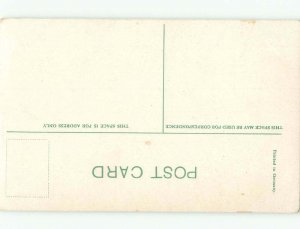 POST CARD
THIS SPACE MAY BE USED FOR CORRESPONDENCE
THIS SPACE IS FOR ADDRESS ONLY
Printed in Germany.